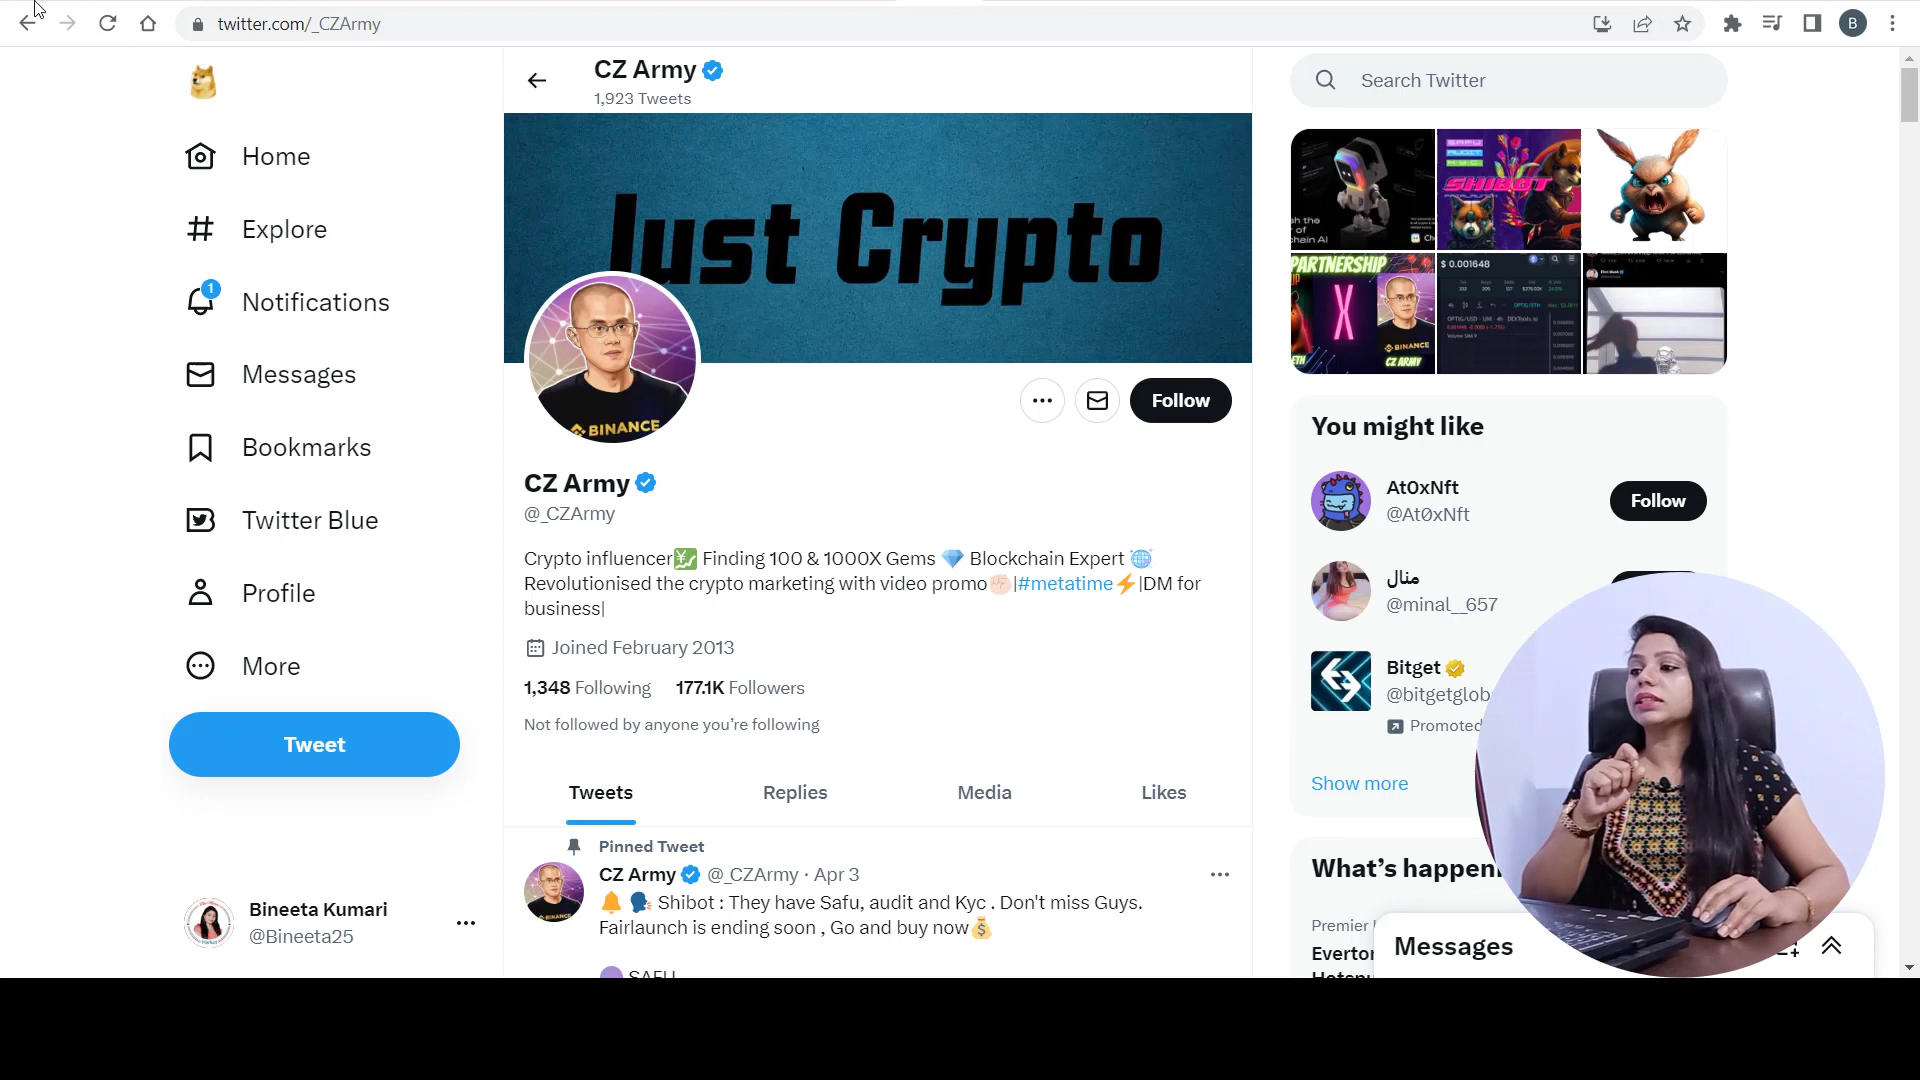 twitter.com/_CZArmy
B
CZ Army
1,923 Tweets
Search Twitter
Home
Explore
1
Notifications
Messages
Bookmarks
Twitter Blue
Profile
More
Tweet
Bineeta Kumari
@Bineeta25
Just Crypto
BINANCE
Follow
CZ Army
@_CZArmy
Crypto influencer💹 Finding 100 & 1000X Gems 💎 Blockchain Expert 🌐
Revolutionised the crypto marketing with video promo✊🏻|#metatime⚡|DM for
business|
Joined February 2013
1,348 Following 177.1K Followers
Not followed by anyone you're following
Tweets Replies Media Likes
Pinned Tweet
CZ Army @_CZArmy · Apr 3
🔔 🗣 Shibot : They have Safu, audit and Kyc . Don't miss Guys.
Fairlaunch is ending soon , Go and buy now💰
🟣 SAFU
SAFU
AUDIT
K.Y.C
SHIBOT
PARTNERSHIP
X
BINANCE
CZ ARMY
$ 0.001648
You might like
At0xNft
@At0xNft
Follow
منال
@minal__657
Bitget
@bitgetglob
Promoted
Show more
What's happen
Premier
Everto
Messages